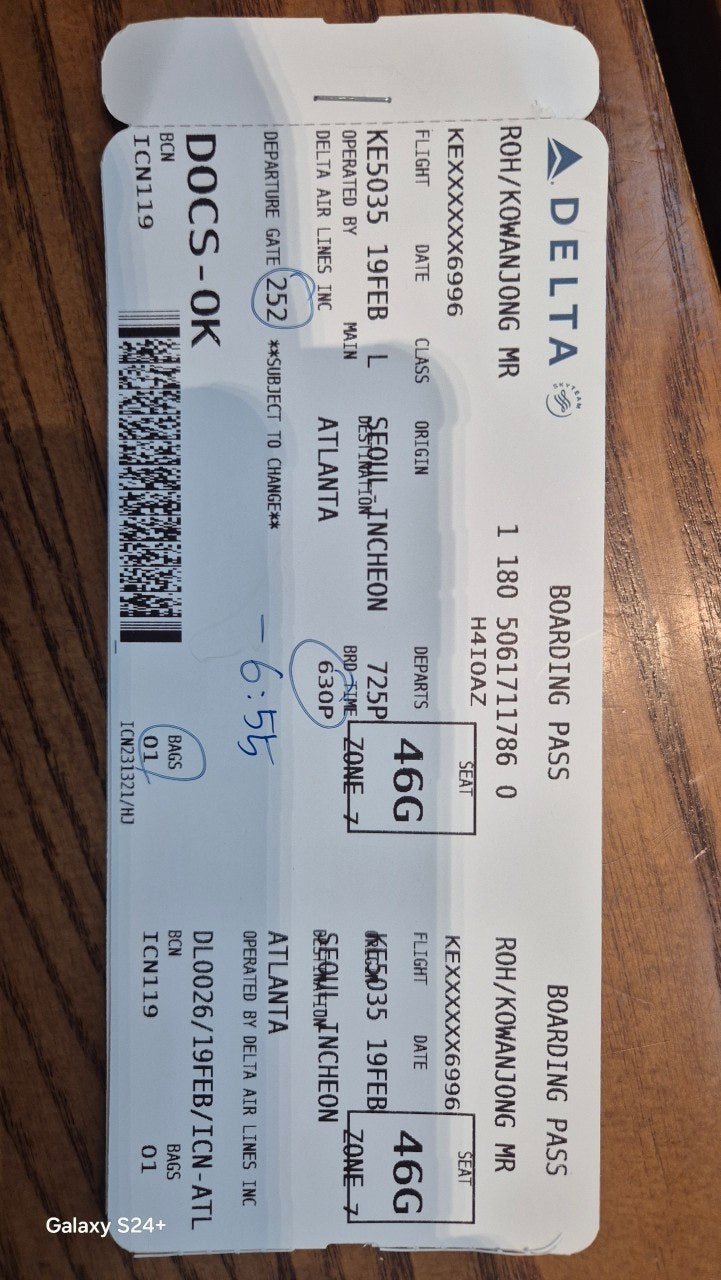 DELTA
SKYTEAM
BOARDING PASS
ROH/KOWANJONG MR
1 180 5061711786 0
KEXXXXXX6996
H4IOAZ
FLIGHT DATE CLASS ORIGIN DEPARTS
SEAT
46G
KE5035 19FEB L SEOUL-INCHEON 725P
OPERATED BY MAIN DESTINATION BRD TIME
ZONE 7
DELTA AIR LINES INC ATLANTA 630P
DEPARTURE GATE 252 **SUBJECT TO CHANGE**
- 6:55
DOCS-OK
BCN
ICN119
BAGS
01
ICN231321/HJ
BOARDING PASS
ROH/KOWANJONG MR
KEXXXXXX6996
FLIGHT DATE
SEAT
46G
KE5035 19FEB
ORIGIN
ZONE 7
SEOUL-INCHEON
DESTINATION
ATLANTA
OPERATED BY DELTA AIR LINES INC
DL0026/19FEB/ICN-ATL
BCN BAGS
ICN119 01
Galaxy S24+